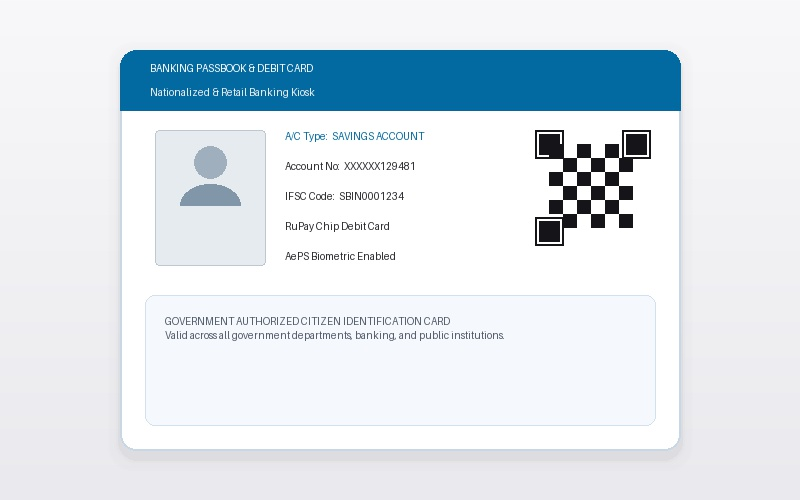 BANKING PASSBOOK & DEBIT CARD
Nationalized & Retail Banking Kiosk
A/C Type: SAVINGS ACCOUNT
Account No: XXXXXX129481
IFSC Code: SBIN0001234
RuPay Chip Debit Card
AePS Biometric Enabled
GOVERNMENT AUTHORIZED CITIZEN IDENTIFICATION CARD
Valid across all government departments, banking, and public institutions.